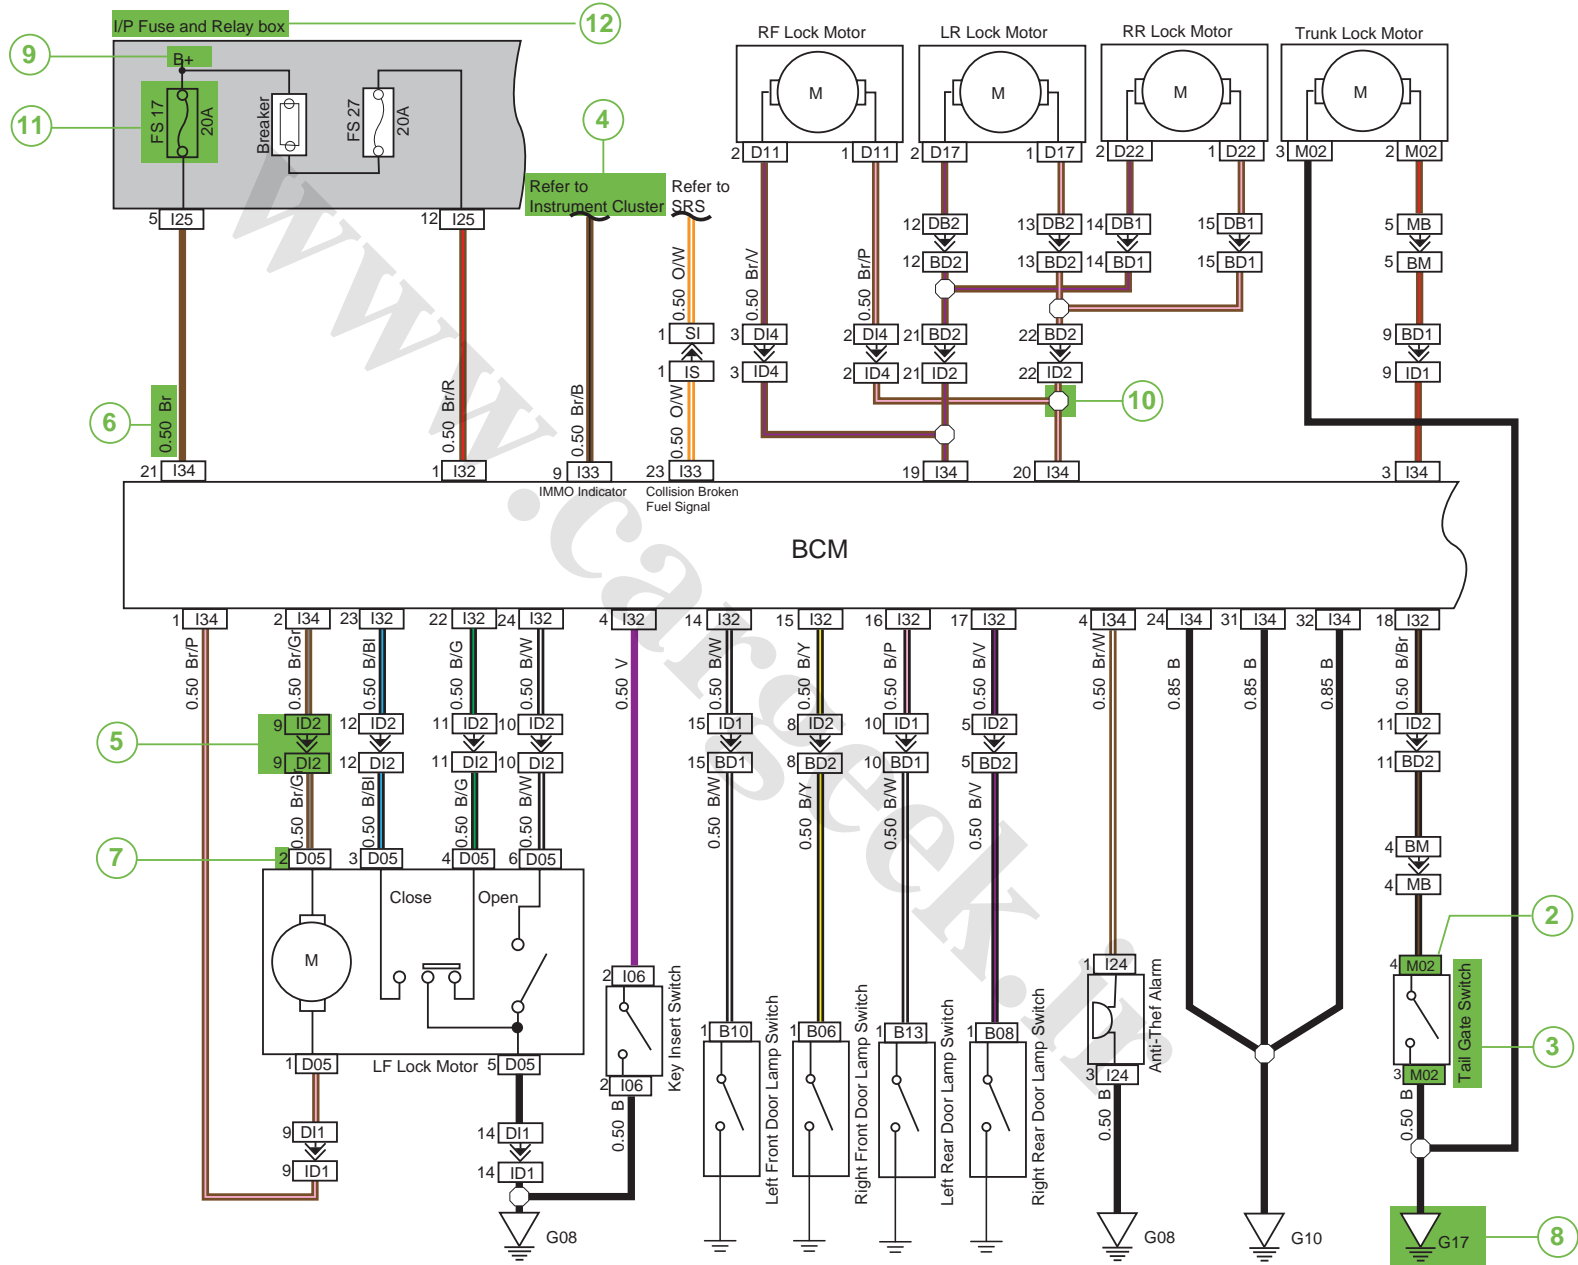 I/P Fuse and Relay box
12
9
B+
11
FS 17
20A
Breaker
FS 27
20A
4
Refer to
Instrument Cluster
Refer to
SRS
RF Lock Motor
LR Lock Motor
RR Lock Motor
Trunk Lock Motor
M
M
M
M
2 D11
1 D11
2 D17
1 D17
2 D22
1 D22
3 M02
2 M02
5 I25
12 I25
12 DB2
13 DB2
14 DB1
15 DB1
5 MB
12 BD2
13 BD2
14 BD1
15 BD1
5 BM
0.50 O/W
0.50 Br/V
0.50 Br/P
1 SI
3 DI4
2 DI4
21 BD2
22 BD2
9 BD1
1 IS
3 ID4
2 ID4
21 ID2
22 ID2
9 ID1
6
0.50 Br
0.50 Br/R
0.50 Br/B
0.50 O/W
10
21 I34
1 I32
9 I33
23 I33
19 I34
20 I34
3 I34
IMMO Indicator
Collision Broken
Fuel Signal
BCM
1 I34
2 I34
23 I32
22 I32
24 I32
4 I32
14 I32
15 I32
16 I32
17 I32
4 I34
24 I34
31 I34
32 I34
18 I32
0.50 Br/P
0.50 Br/Gr
0.50 B/Bl
0.50 B/G
0.50 B/W
0.50 V
0.50 B/W
0.50 B/Y
0.50 B/P
0.50 B/V
0.50 Br/W
0.85 B
0.85 B
0.85 B
0.50 B/Br
5
9 ID2
12 ID2
11 ID2
10 ID2
15 ID1
8 ID2
10 ID1
5 ID2
11 ID2
9 DI2
12 DI2
11 DI2
10 DI2
15 BD1
8 BD2
10 BD1
5 BD2
11 BD2
0.50 Br/Gr
0.50 B/Bl
0.50 B/G
0.50 B/W
0.50 B/W
0.50 B/Y
0.50 B/W
0.50 B/V
7
2 D05
3 D05
4 D05
6 D05
4 BM
4 MB
Close
Open
M
2
4 M02
1 I24
2 I06
Key Insert Switch
1 B10
1 B06
1 B13
1 B08
Left Front Door Lamp Switch
Right Front Door Lamp Switch
Left Rear Door Lamp Switch
Right Rear Door Lamp Switch
Anti-Thef Alarm
Tail Gate Switch
3
1 D05
LF Lock Motor
5 D05
2 I06
3 I24
3 M02
0.50 B
0.50 B
0.50 B
9 DI1
14 DI1
9 ID1
14 ID1
G08
G08
G10
G17
8
www.cargeek.ir